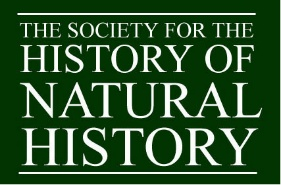 THE SOCIETY FOR THE
HISTORY OF
NATURAL
HISTORY